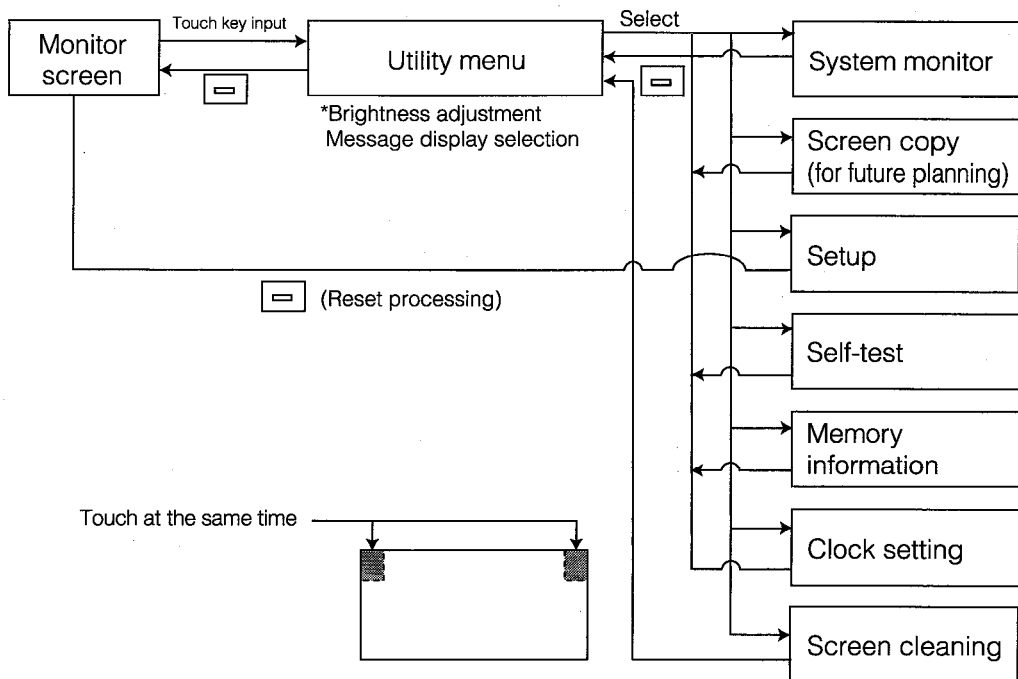 Monitor
screen
Touch key input
Utility menu
*Brightness adjustment
Message display selection
Select
System monitor
Screen copy
(for future planning)
Setup
(Reset processing)
Self-test
Memory
information
Touch at the same time
Clock setting
Screen cleaning